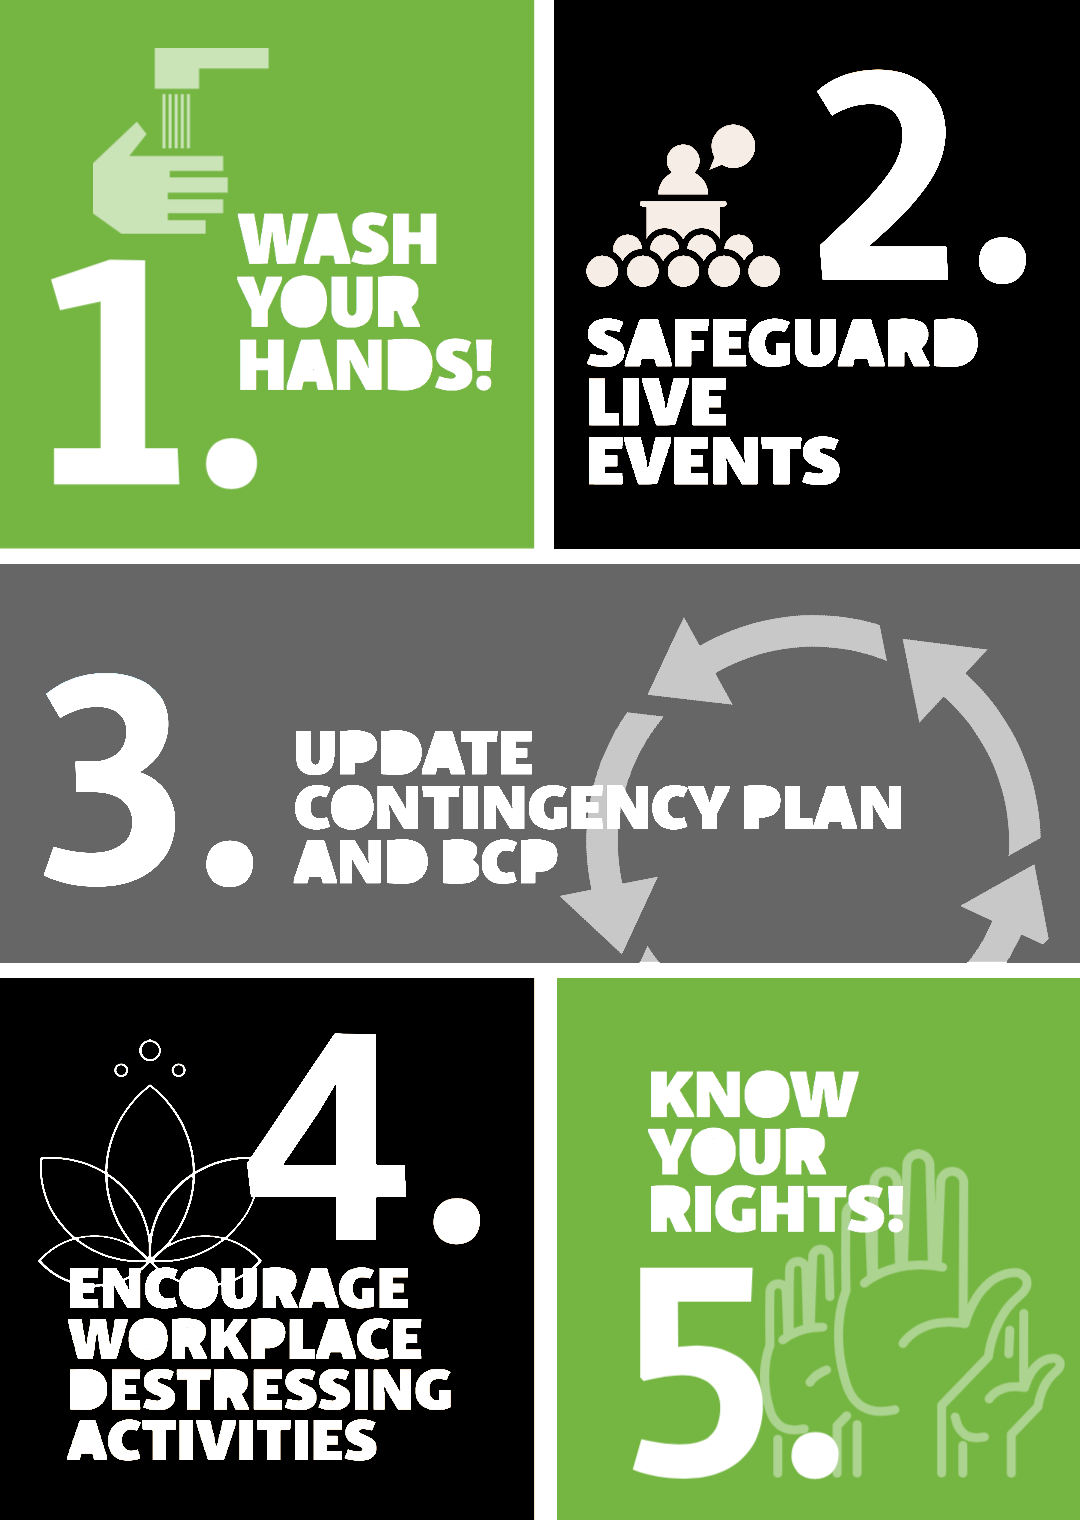 1.
WASH
YOUR
HANDS!
2.
SAFEGUARD
LIVE
EVENTS
3.
UPDATE
CONTINGENCY PLAN
AND BCP
4.
ENCOURAGE
WORKPLACE
DESTRESSING
ACTIVITIES
KNOW
YOUR
RIGHTS!
5.